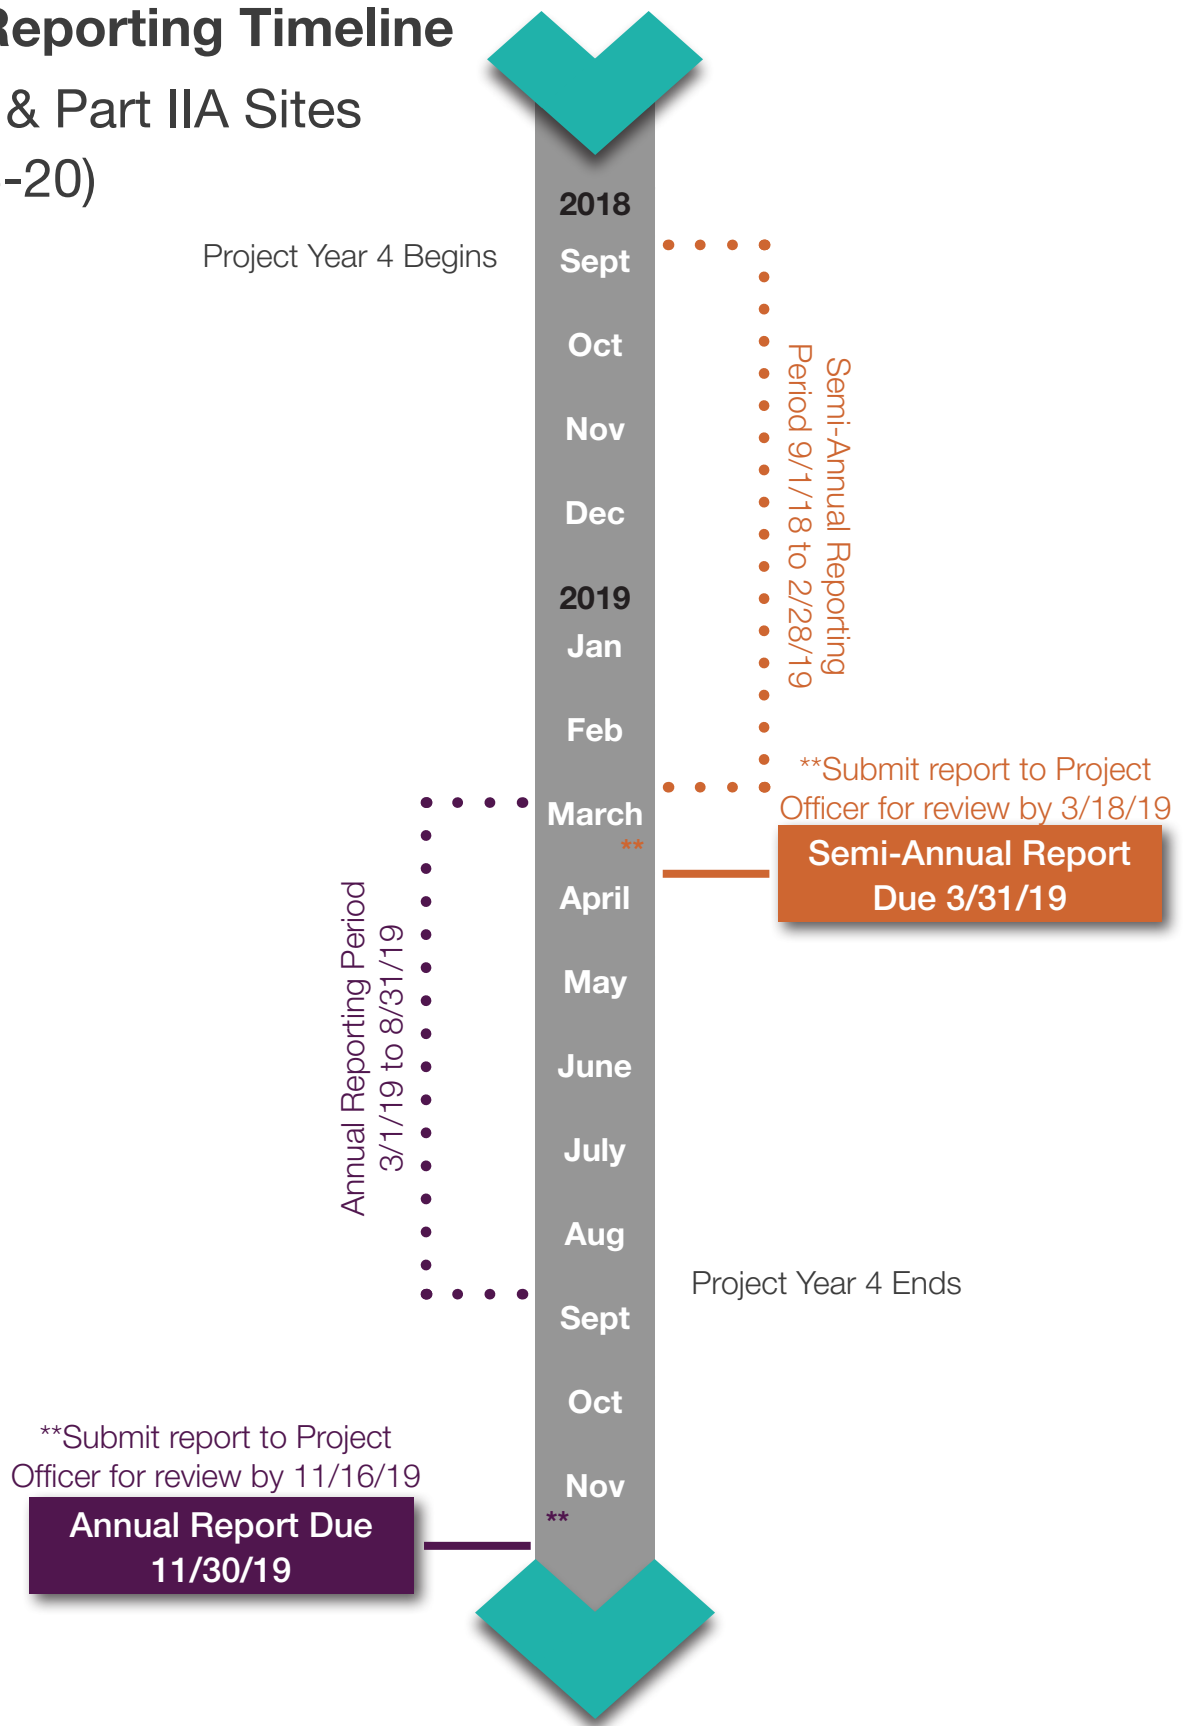 Reporting Timeline
& Part IIA Sites
-20)
2018
Project Year 4 Begins
Sept
Oct
Nov
Dec
Semi-Annual Reporting
Period 9/1/18 to 2/28/19
2019
Jan
Feb
**Submit report to Project
Officer for review by 3/18/19
March
**
Semi-Annual Report
Due 3/31/19
April
May
Annual Reporting Period
3/1/19 to 8/31/19
June
July
Aug
Project Year 4 Ends
Sept
Oct
**Submit report to Project
Officer for review by 11/16/19
Nov
**
Annual Report Due
11/30/19